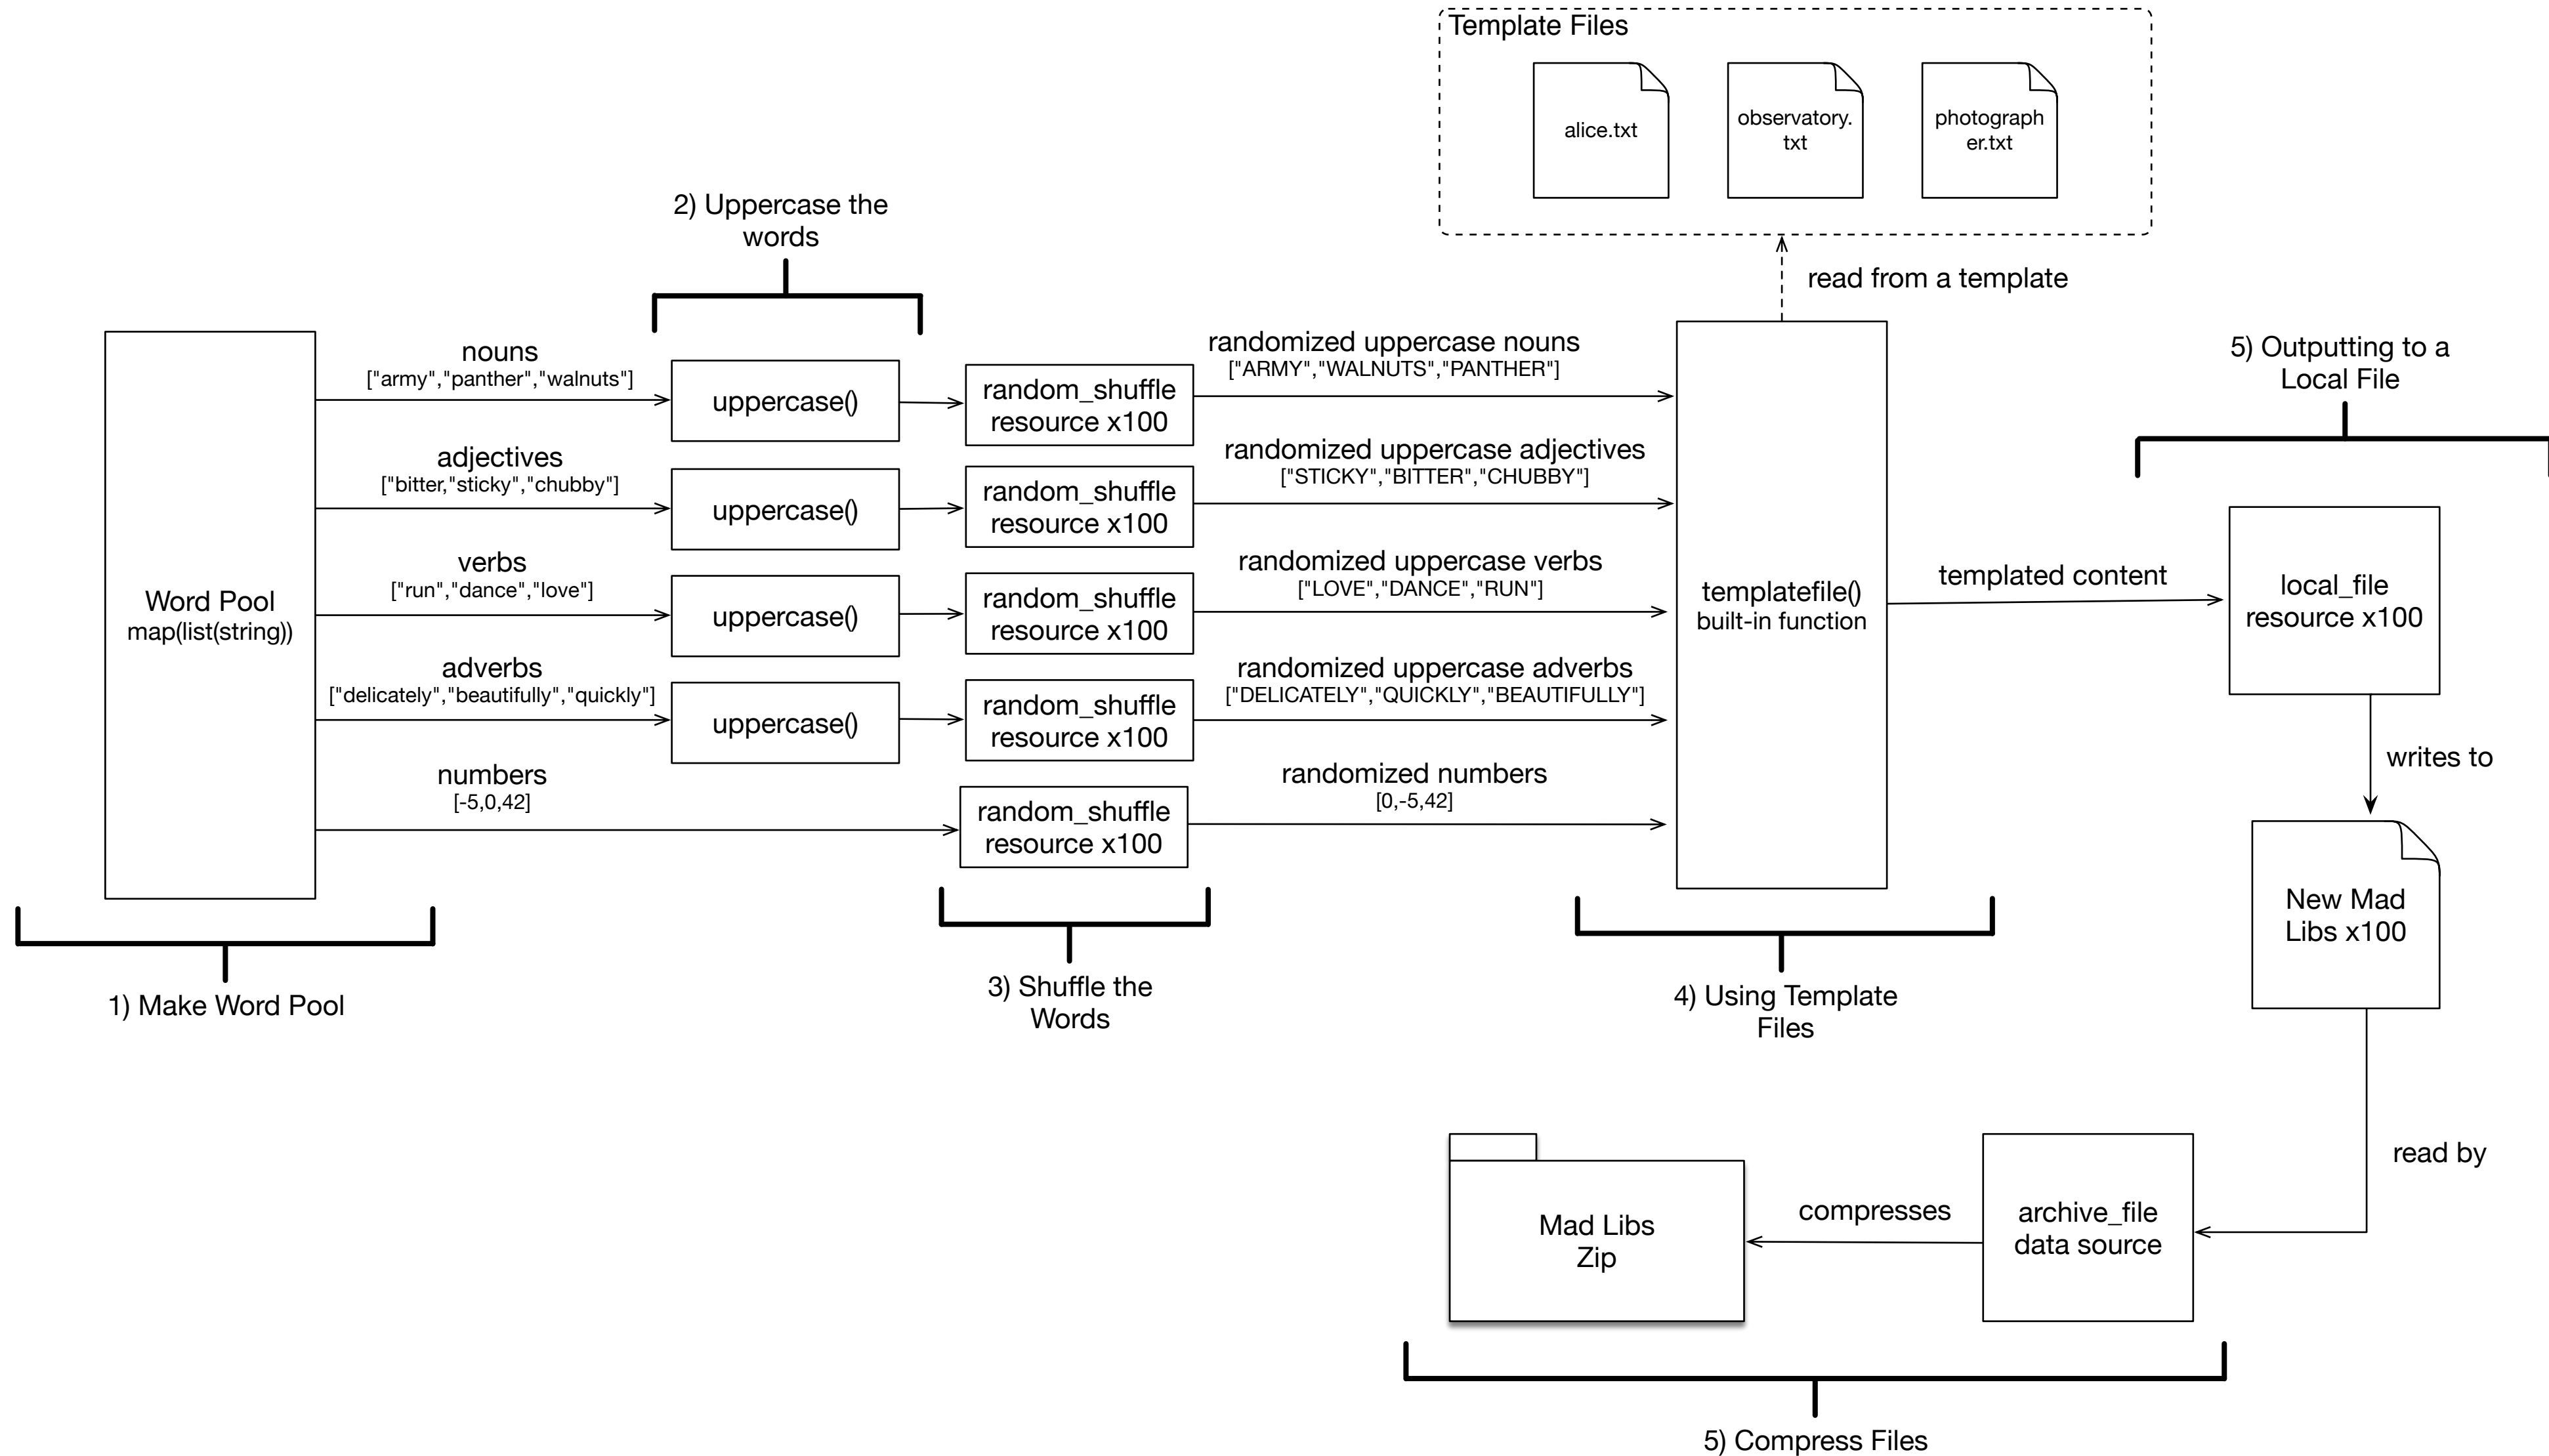 Template Files
alice.txt
observatory.
txt
photograph
er.txt
read from a template
2) Uppercase the
words
Word Pool
map(list(string))
nouns
["army","panther","walnuts"]
uppercase()
random_shuffle
resource x100
randomized uppercase nouns
["ARMY","WALNUTS","PANTHER"]
adjectives
["bitter,"sticky","chubby"]
uppercase()
random_shuffle
resource x100
randomized uppercase adjectives
["STICKY","BITTER","CHUBBY"]
verbs
["run","dance","love"]
uppercase()
random_shuffle
resource x100
randomized uppercase verbs
["LOVE","DANCE","RUN"]
adverbs
["delicately","beautifully","quickly"]
uppercase()
random_shuffle
resource x100
randomized uppercase adverbs
["DELICATELY","QUICKLY","BEAUTIFULLY"]
numbers
[-5,0,42]
random_shuffle
resource x100
randomized numbers
[0,-5,42]
1) Make Word Pool
3) Shuffle the
Words
templatefile()
built-in function
4) Using Template
Files
templated content
5) Outputting to a
Local File
local_file
resource x100
writes to
New Mad
Libs x100
read by
archive_file
data source
compresses
Mad Libs
Zip
5) Compress Files